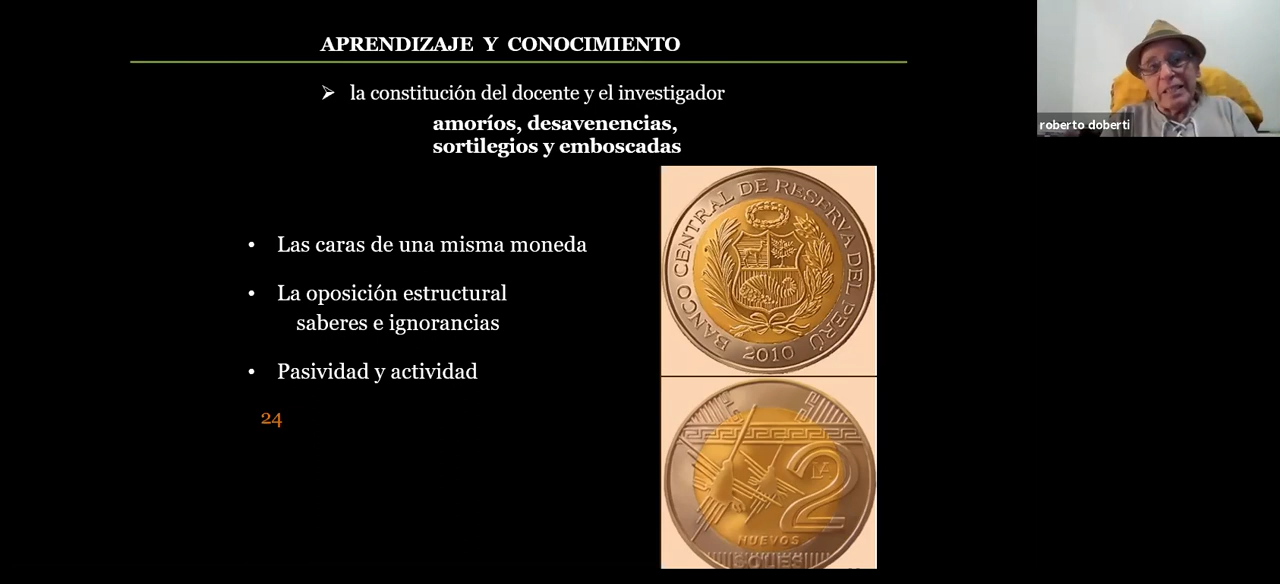 APRENDIZAJE Y CONOCIMIENTO
➢ la constitución del docente y el investigador
amoríos, desavenencias,
sortilegios y emboscadas
• Las caras de una misma moneda
• La oposición estructural
saberes e ignorancias
• Pasividad y actividad
24
BANCO CENTRAL DE RESERVA DEL PERÚ
2010
2
NUEVOS
roberto doberti